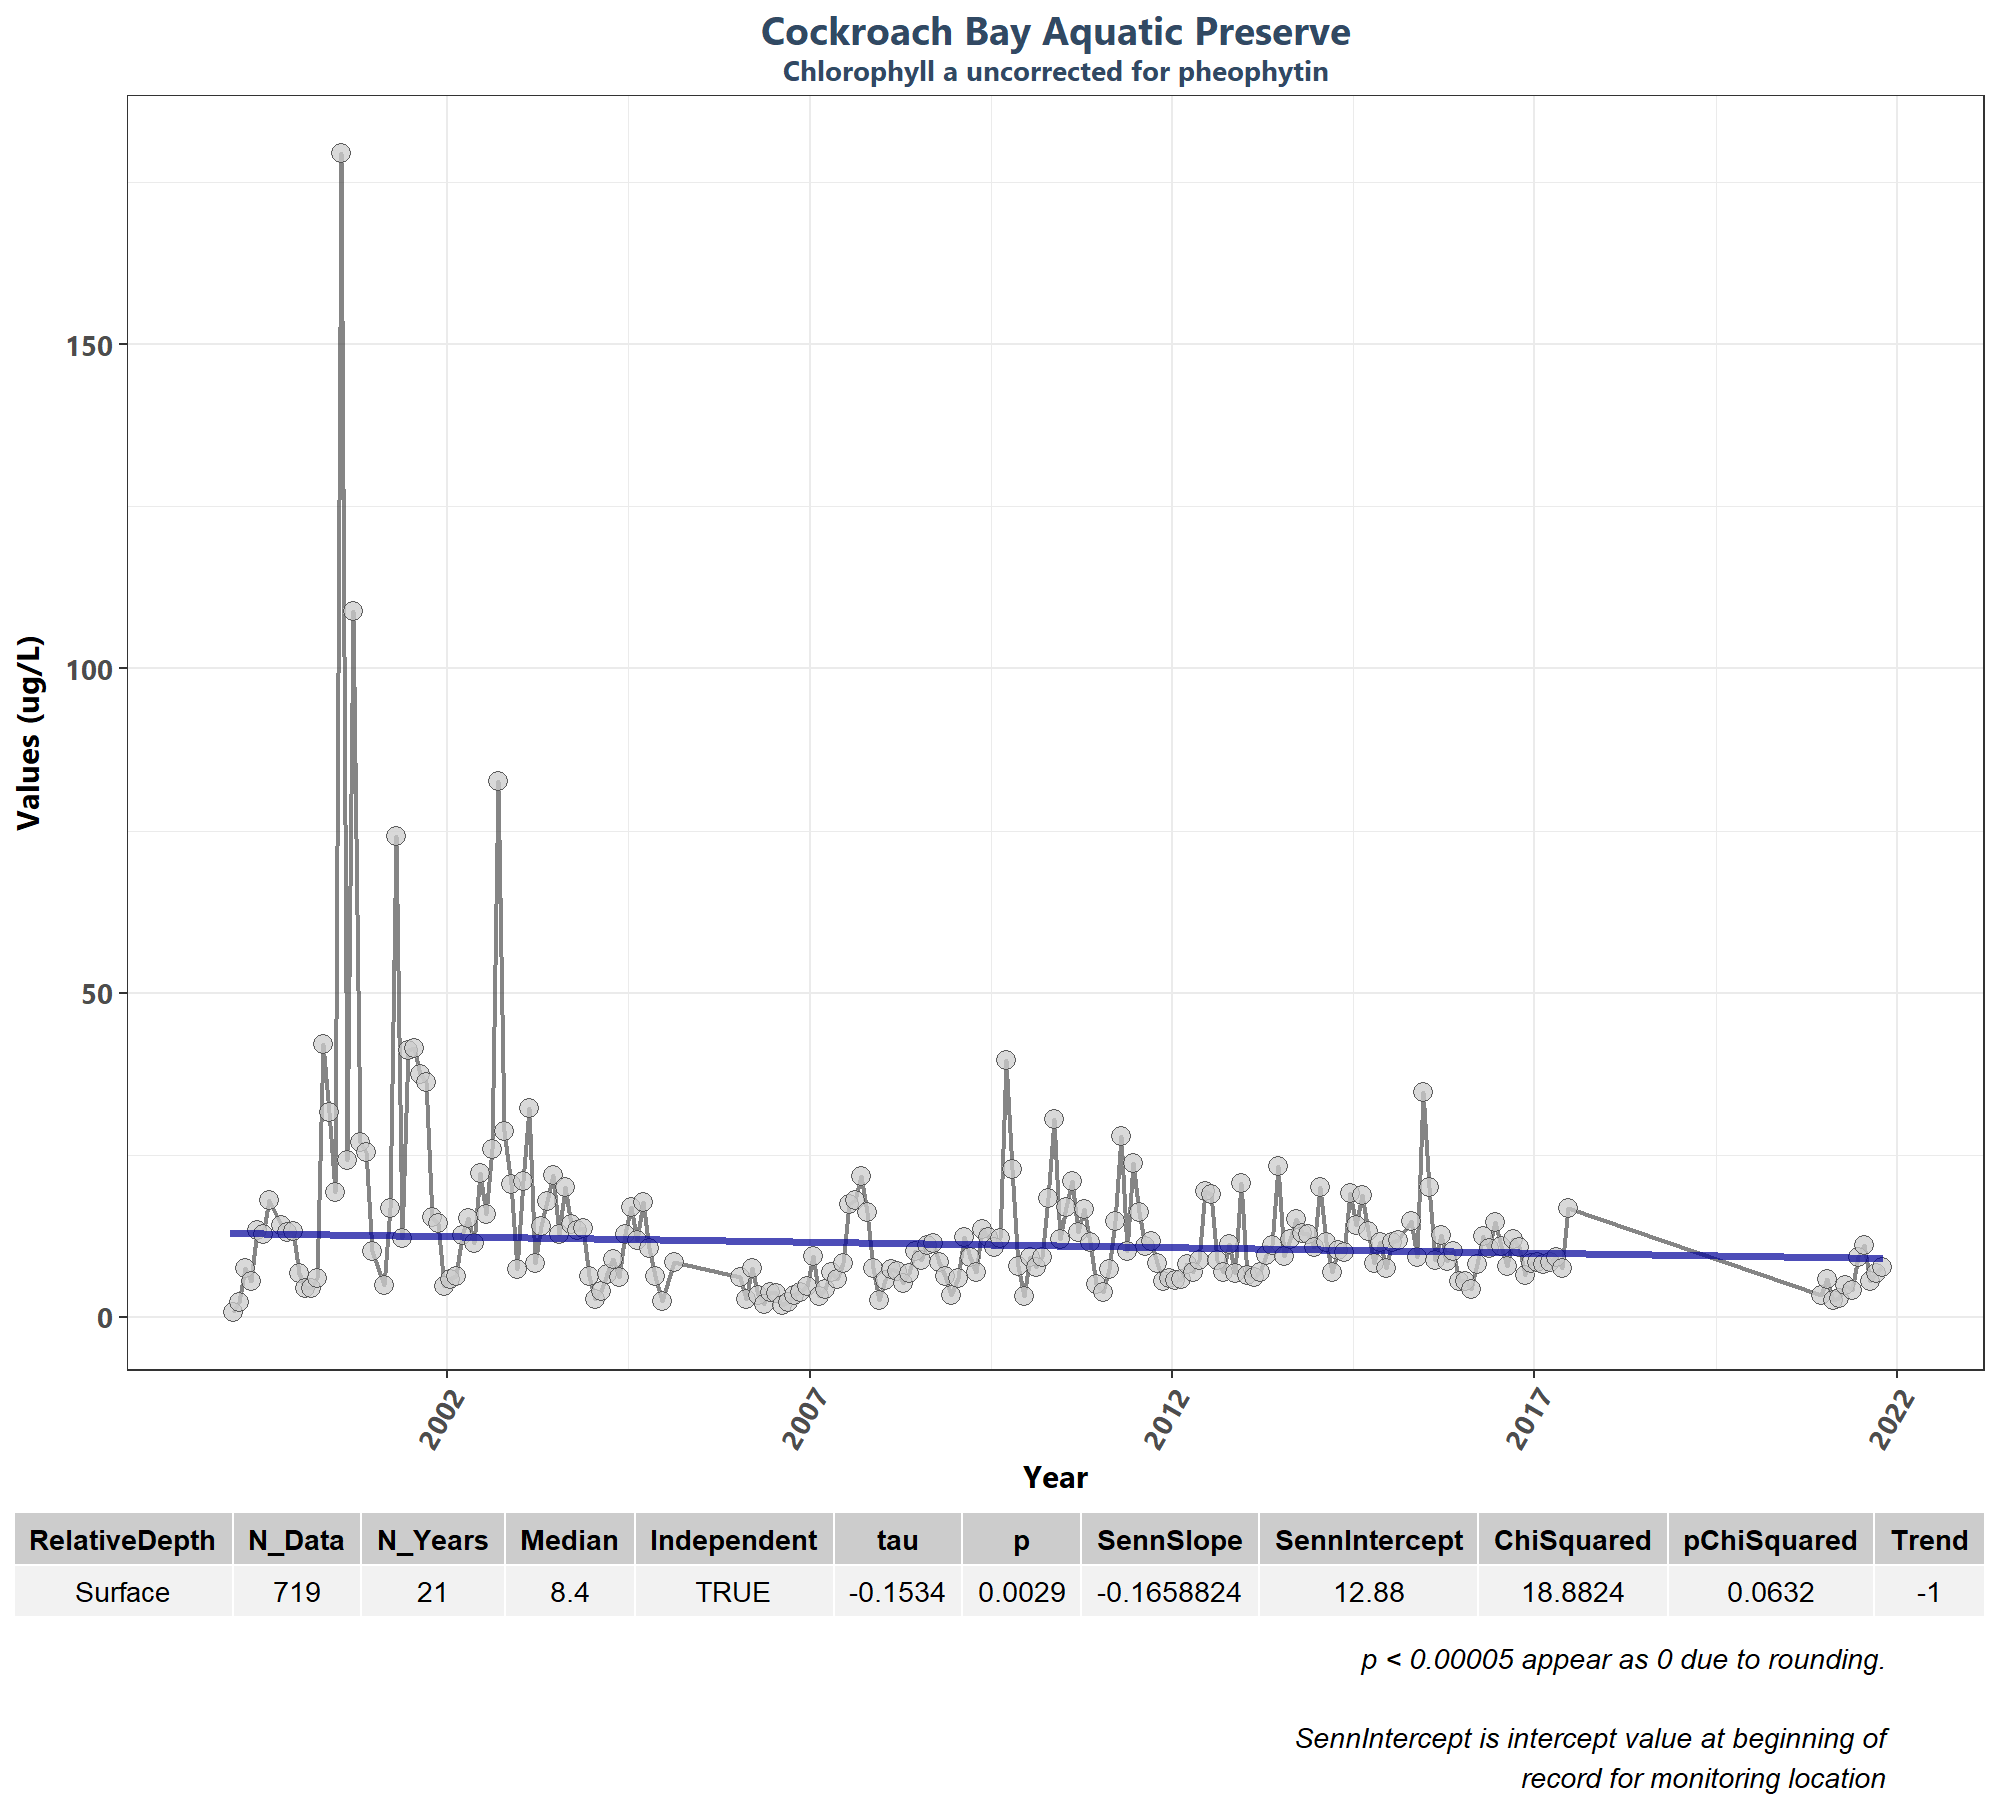 Cockroach Bay Aquatic Preserve
Chlorophyll a uncorrected for pheophytin
Values (ug/L)
150
100
50
0
2002
2007
2012
2017
2022
Year
RelativeDepth N_Data N_Years Median Independent tau p SennSlope SennIntercept ChiSquared pChiSquared Trend
Surface 719 21 8.4 TRUE -0.1534 0.0029 -0.1658824 12.88 18.8824 0.0632 -1
p < 0.00005 appear as 0 due to rounding.
SennIntercept is intercept value at beginning of
record for monitoring location